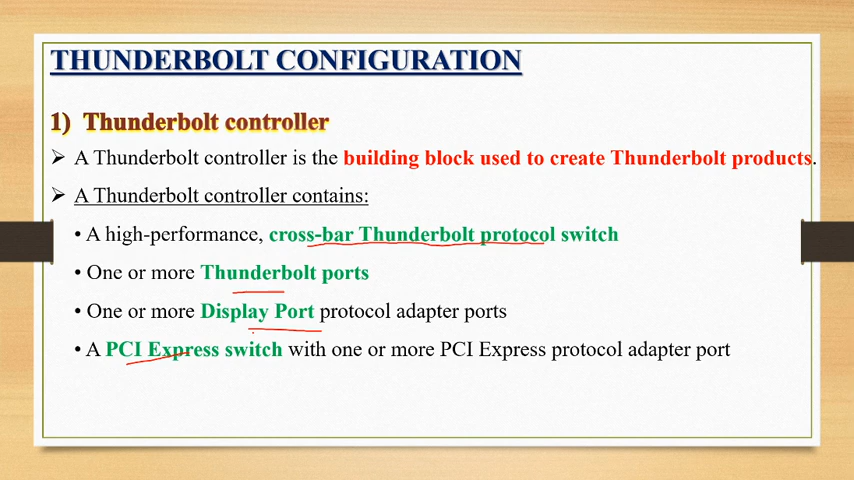 THUNDERBOLT CONFIGURATION
1) Thunderbolt controller
➢ A Thunderbolt controller is the building block used to create Thunderbolt products.
➢ A Thunderbolt controller contains:
• A high-performance, cross-bar Thunderbolt protocol switch
• One or more Thunderbolt ports
• One or more Display Port protocol adapter ports
• A PCI Express switch with one or more PCI Express protocol adapter port